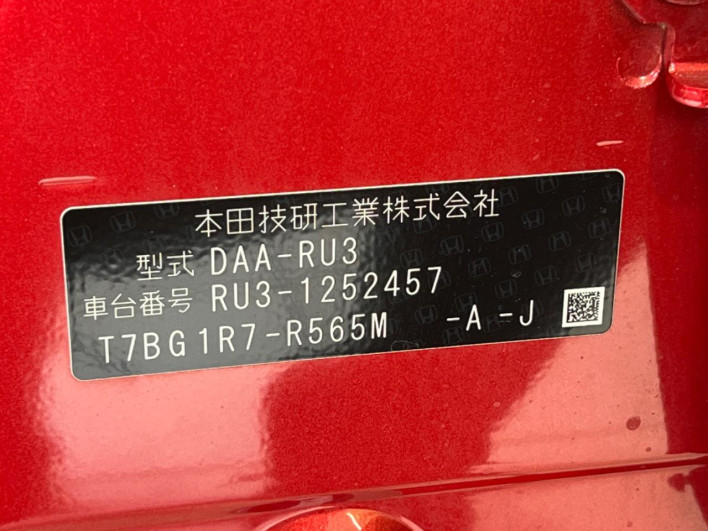 本田技研工業株式会社
型式 DAA-RU3
車台番号 RU3-1252457
T7BG1R7-R565M -A -J